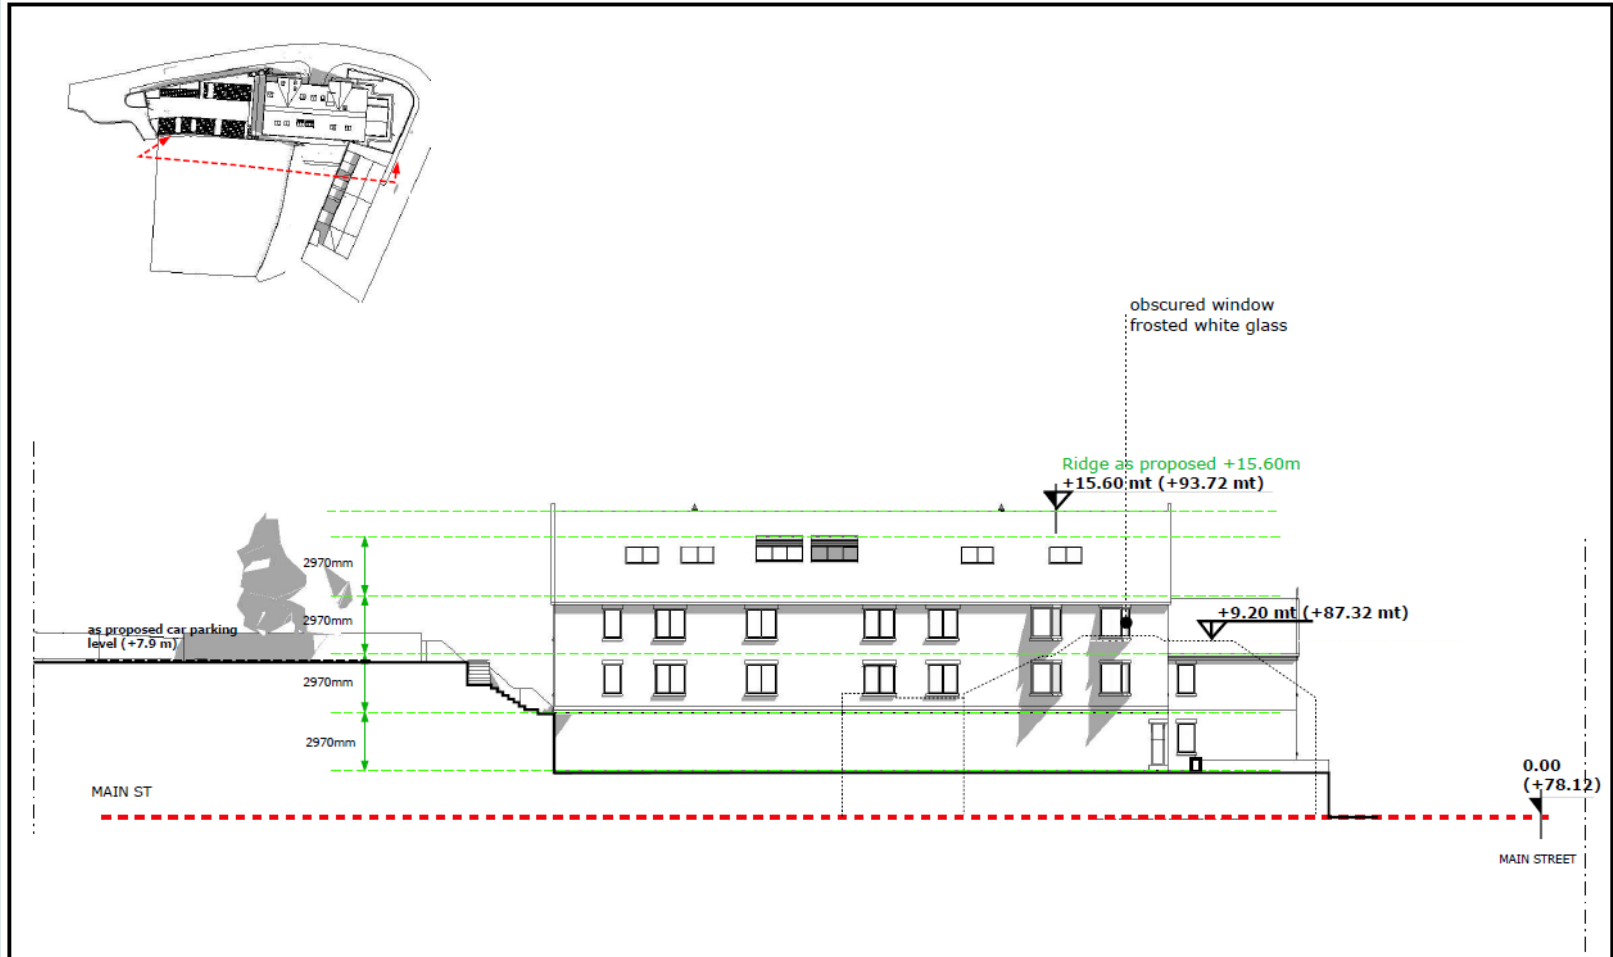 obscured window
frosted white glass
Ridge as proposed +15.60m
+15.60 mt (+93.72 mt)
2970mm
2970mm
+9.20 mt (+87.32 mt)
as proposed car parking
level (+7.9 m)
2970mm
2970mm
0.00
(+78.12)
MAIN ST
MAIN STREET